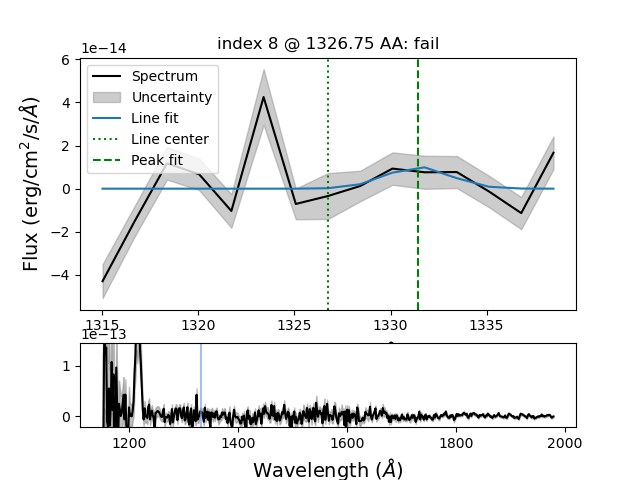 index 8 @ 1326.75 AA: fail
1e−14
Flux (erg/cm²/s/Å)
6
4
2
0
−2
−4
Spectrum
Uncertainty
Line fit
Line center
Peak fit
1315 1320 1325 1330 1335
1e−13
1
0
1200 1400 1600 1800 2000
Wavelength (Å)